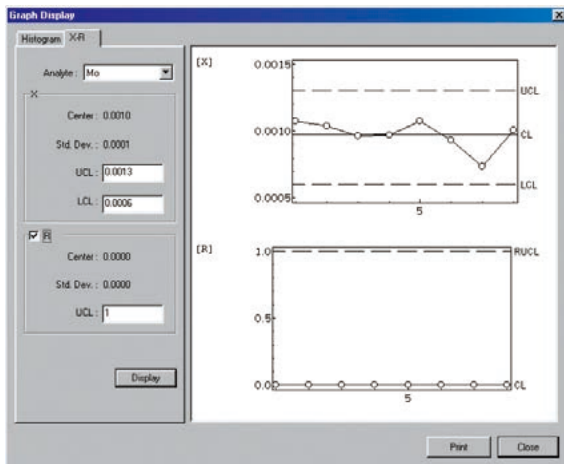 Graph Display
Histogram X-R
Analyte : Mo
X
Center : 0.0010
Std. Dev. : 0.0001
UCL : 0.0013
LCL : 0.0006
R
Center : 0.0000
Std. Dev. : 0.0000
UCL : 1
Display
[X]
0.0015
UCL
0.0010
CL
LCL
0.0005
5
[R]
1.0
RUCL
0.5
0.0
CL
5
Print
Close